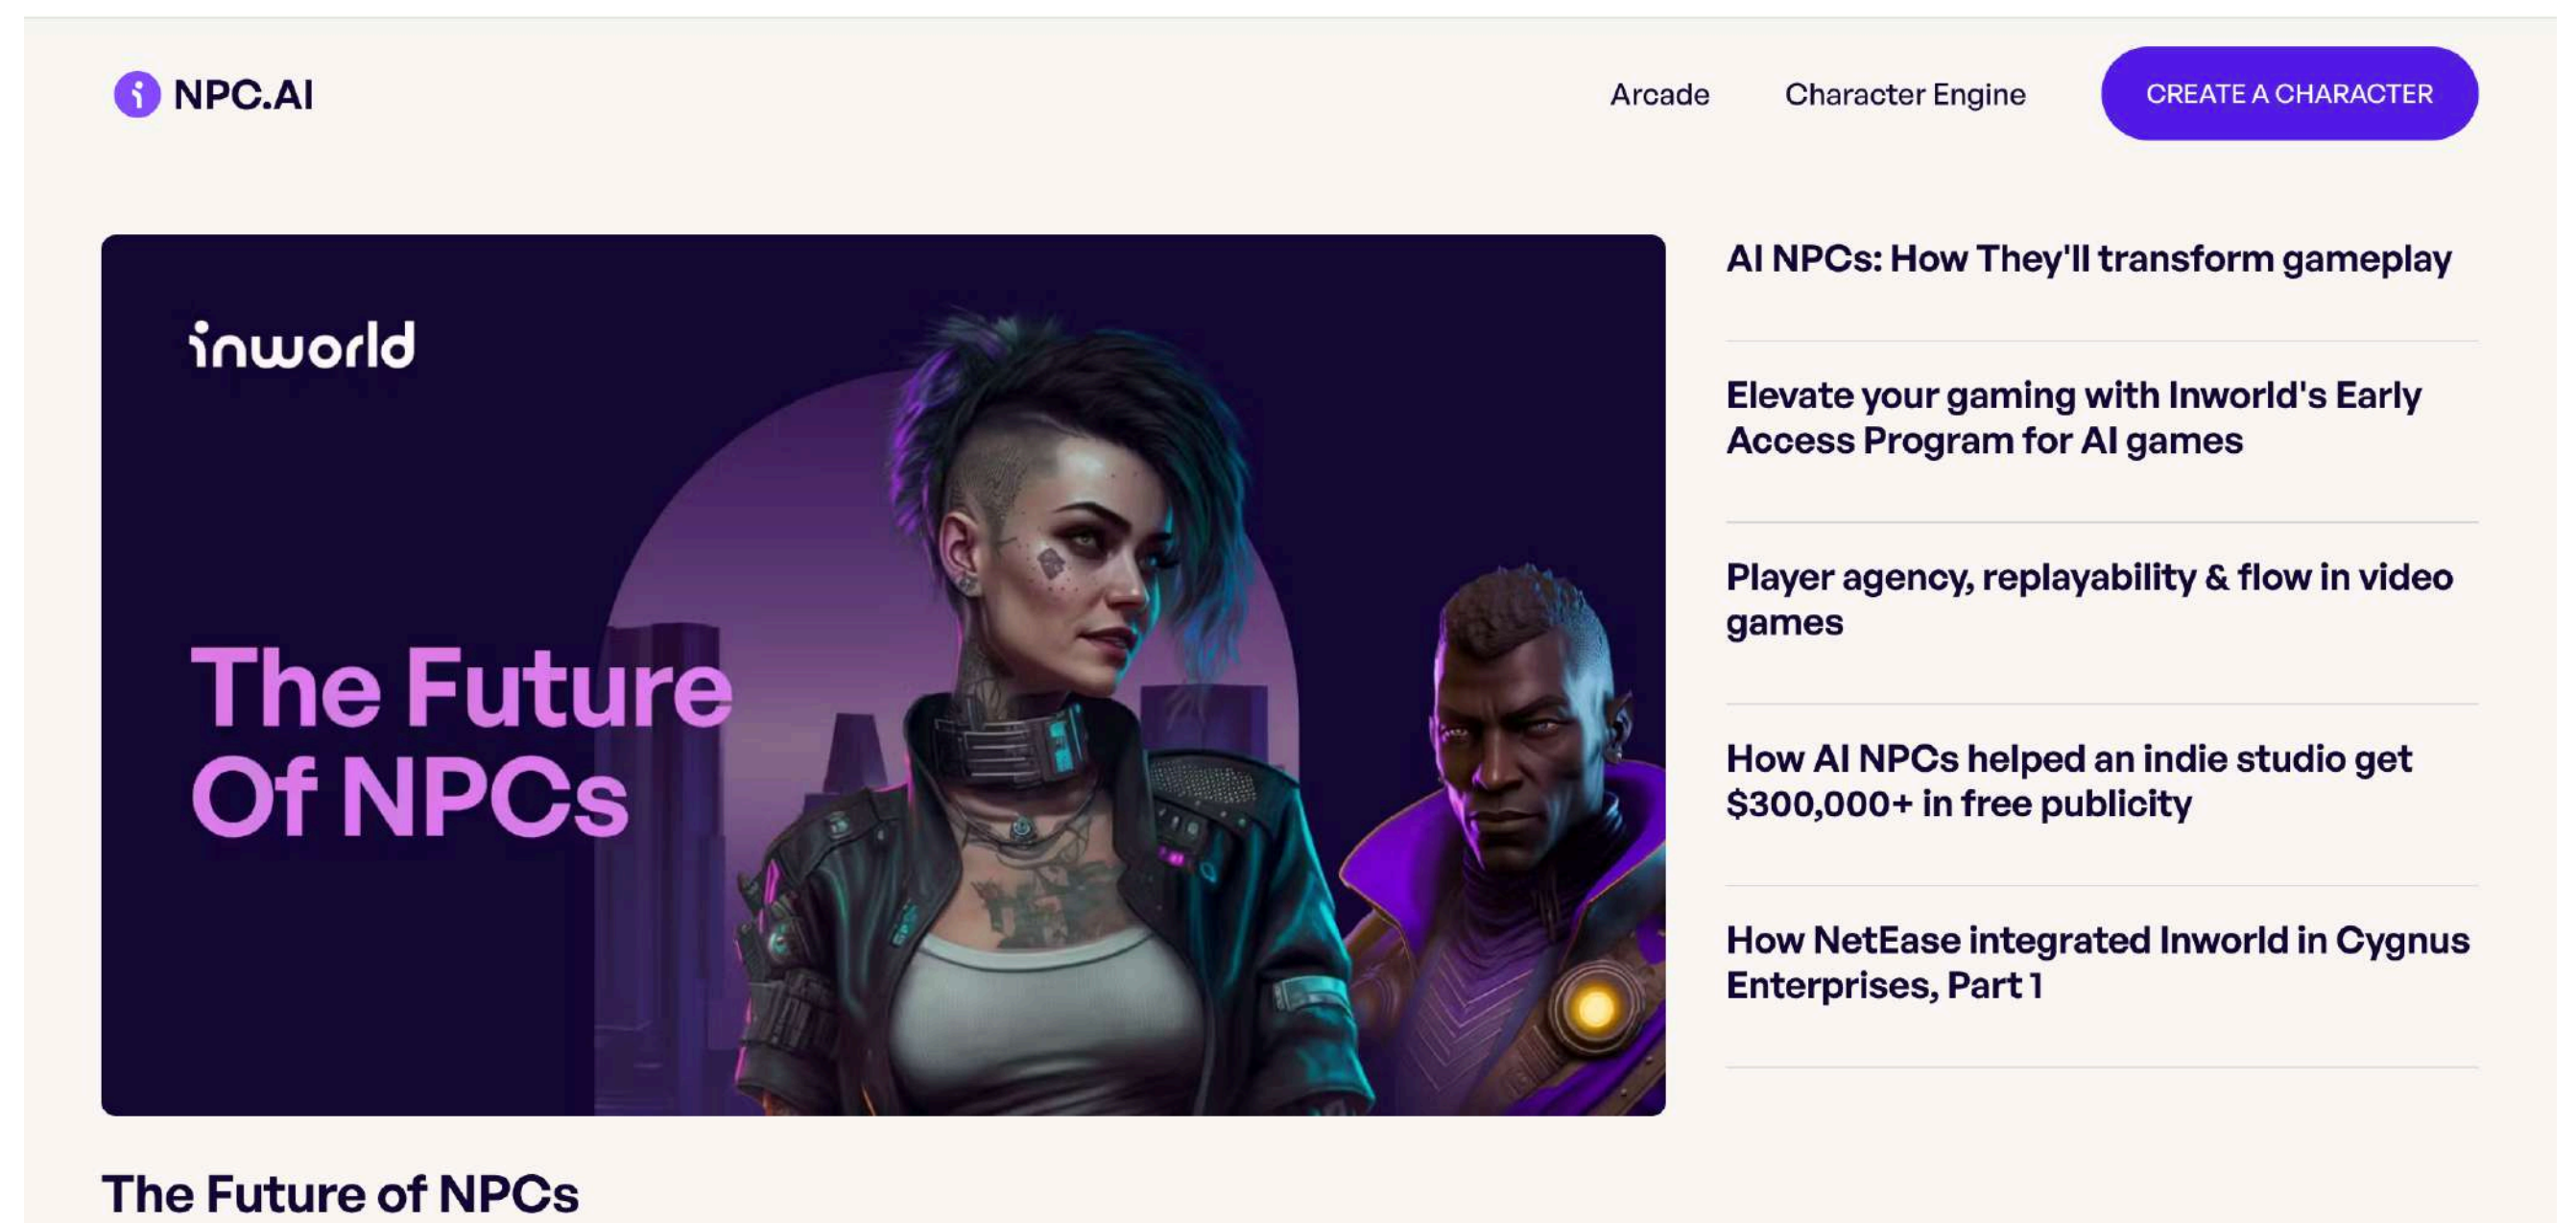 NPC.AI
Arcade
Character Engine
CREATE A CHARACTER
inworld
The Future
Of NPCs
The Future of NPCs
AI NPCs: How They'll transform gameplay
Elevate your gaming with Inworld's Early
Access Program for AI games
Player agency, replayability & flow in video
games
How AI NPCs helped an indie studio get
$300,000+ in free publicity
How NetEase integrated Inworld in Cygnus
Enterprises, Part 1